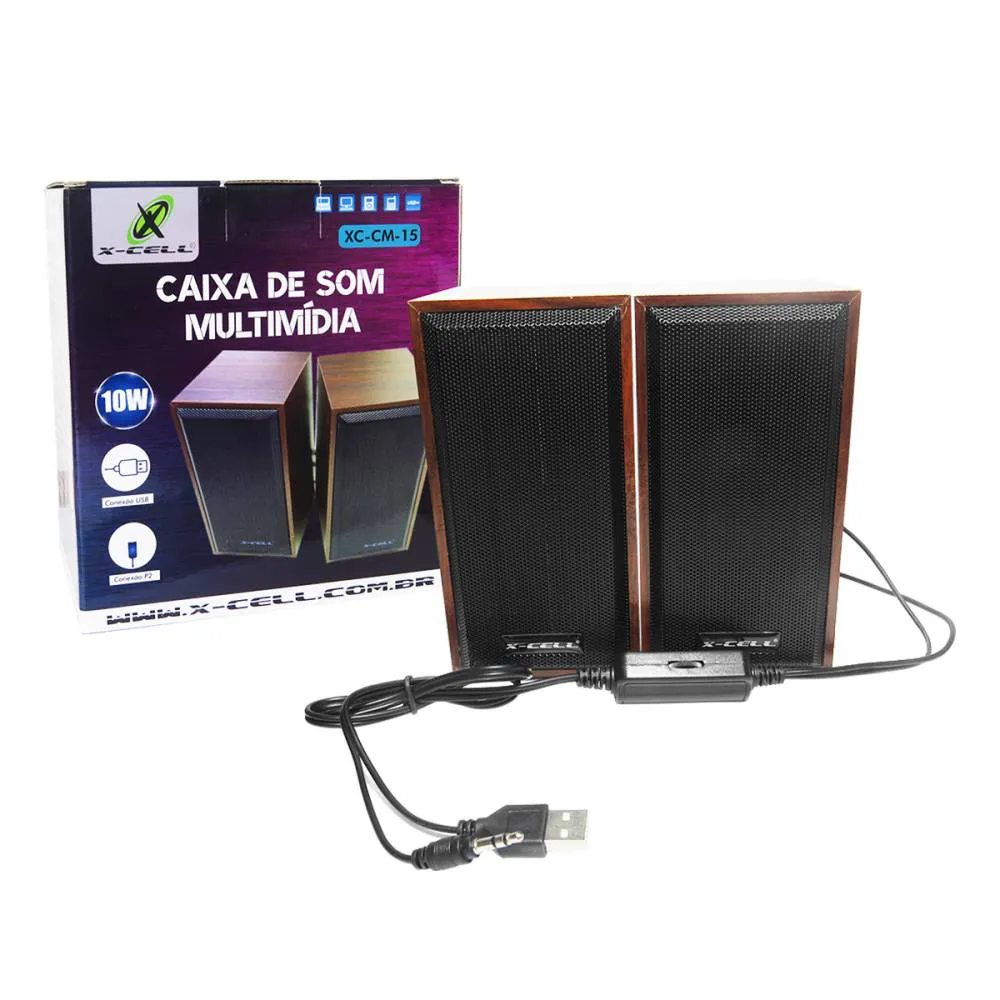 X-CELL®
USB
XC-CM-15
CAIXA DE SOM
MULTIMÍDIA
10W
Conexão USB
Conexão P2
X-CELL
X-CELL
WWW.X-CELL.COM.BR
X-CELL
X-CELL